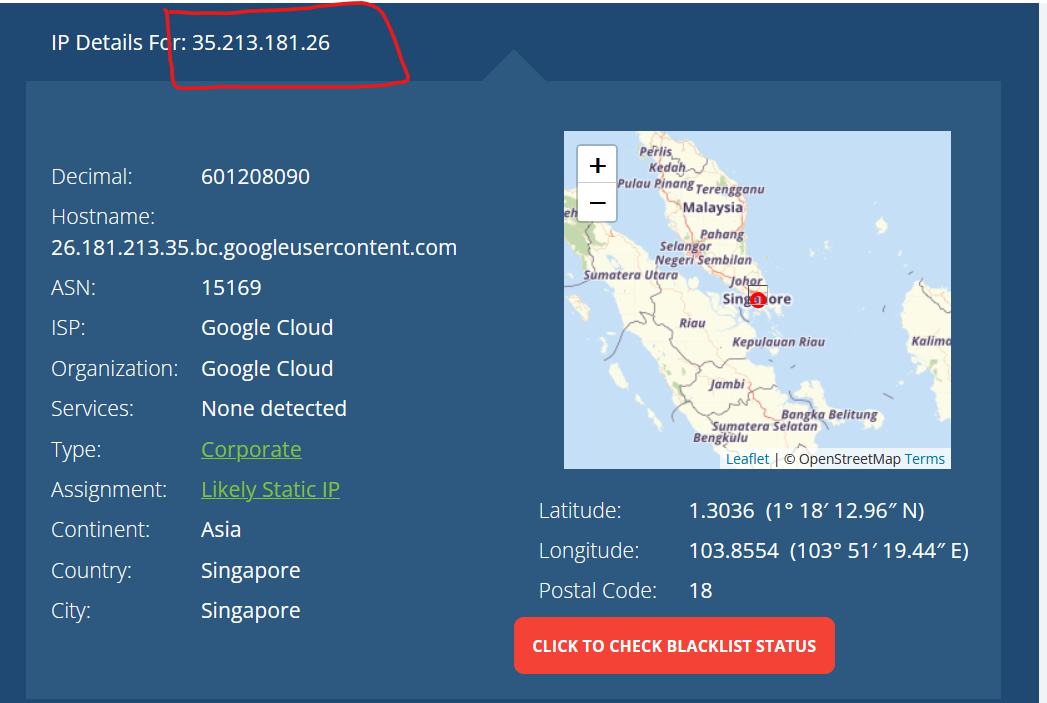 IP Details For: 35.213.181.26
Decimal: 601208090
Hostname:
26.181.213.35.bc.googleusercontent.com
ASN: 15169
ISP: Google Cloud
Organization: Google Cloud
Services: None detected
Type: Corporate
Assignment: Likely Static IP
Continent: Asia
Country: Singapore
City: Singapore
+
−
Perlis
Kedah
Pulau Pinang
Terengganu
Malaysia
Pahang
Selangor
Negeri Sembilan
Sumatera Utara
Johor
Singapore
Riau
Kepulauan Riau
Kalima
Jambi
Bangka Belitung
Sumatera Selatan
Bengkulu
Leaflet | © OpenStreetMap Terms
Latitude: 1.3036 (1° 18′ 12.96″ N)
Longitude: 103.8554 (103° 51′ 19.44″ E)
Postal Code: 18
CLICK TO CHECK BLACKLIST STATUS